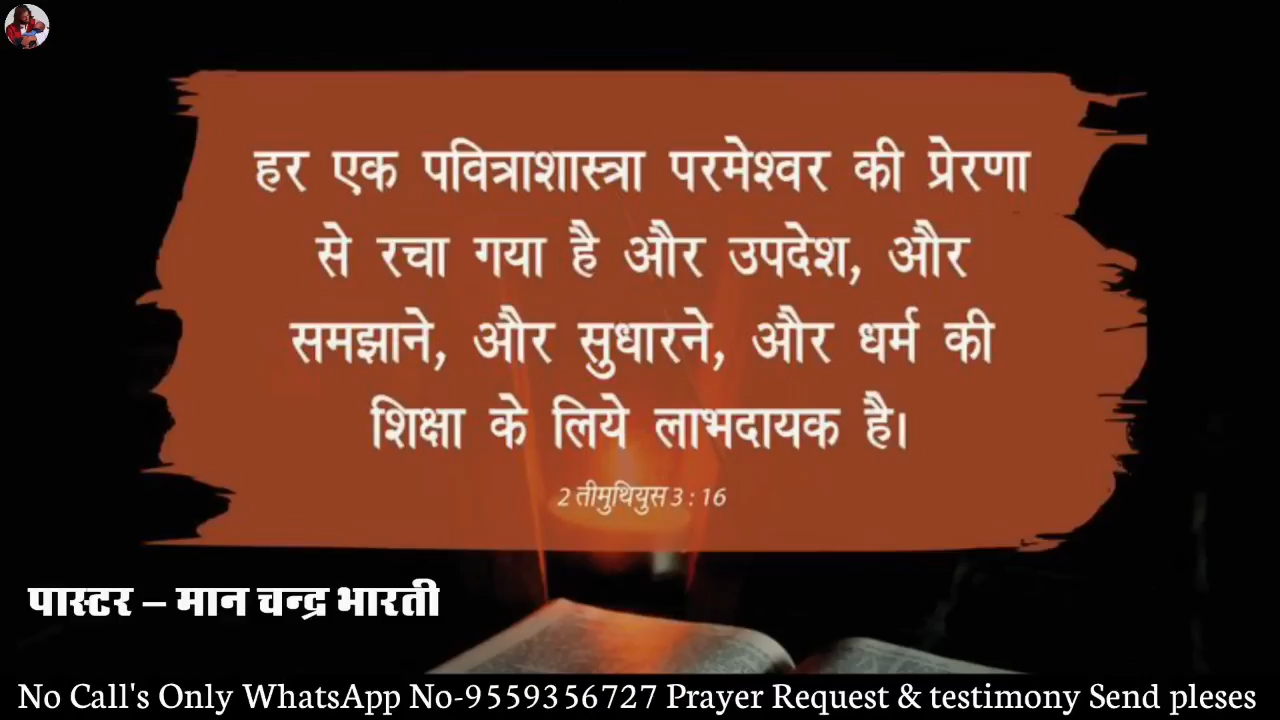 हर एक पवित्राशास्त्रा परमेश्वर की प्रेरणा
से रचा गया है और उपदेश, और
समझाने, और सुधारने, और धर्म की
शिक्षा के लिये लाभदायक है।
2 तीमुथियुस 3 : 16
पास्टर – मान चन्द्र भारती
No Call's Only WhatsApp No-9559356727 Prayer Request & testimony Send pleses